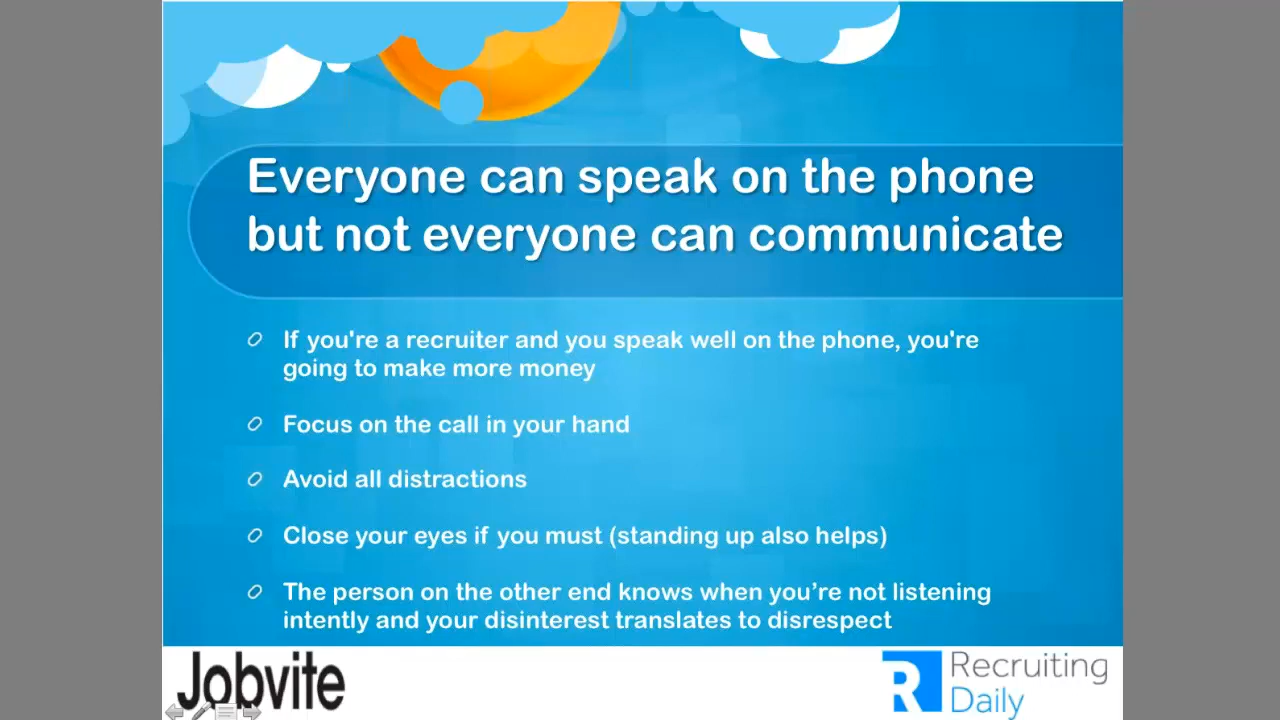 Everyone can speak on the phone
but not everyone can communicate
If you're a recruiter and you speak well on the phone, you're
going to make more money
Focus on the call in your hand
Avoid all distractions
Close your eyes if you must (standing up also helps)
The person on the other end knows when you’re not listening
intently and your disinterest translates to disrespect
Jobvite
R Recruiting
Daily